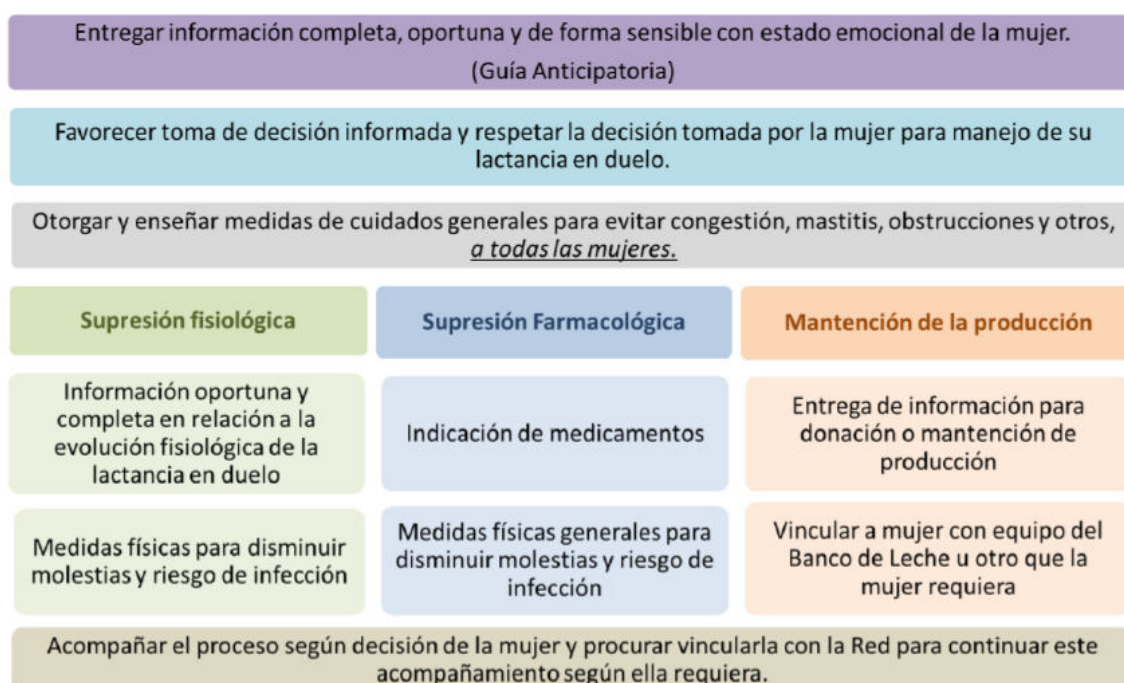 Entregar información completa, oportuna y de forma sensible con estado emocional de la mujer.
(Guía Anticipatoria)
Favorecer toma de decisión informada y respetar la decisión tomada por la mujer para manejo de su
lactancia en duelo.
Otorgar y enseñar medidas de cuidados generales para evitar congestión, mastitis, obstrucciones y otros,
a todas las mujeres.
Supresión fisiológica
Supresión Farmacológica
Mantención de la producción
Información oportuna y
completa en relación a la
evolución fisiológica de la
lactancia en duelo
Indicación de medicamentos
Entrega de información para
donación o mantención de
producción
Medidas físicas para disminuir
molestias y riesgo de infección
Medidas físicas generales para
disminuir molestias y riesgo de
infección
Vincular a mujer con equipo del
Banco de Leche u otro que la
mujer requiera
Acompañar el proceso según decisión de la mujer y procurar vincularla con la Red para continuar este
acompañamiento según ella requiera.